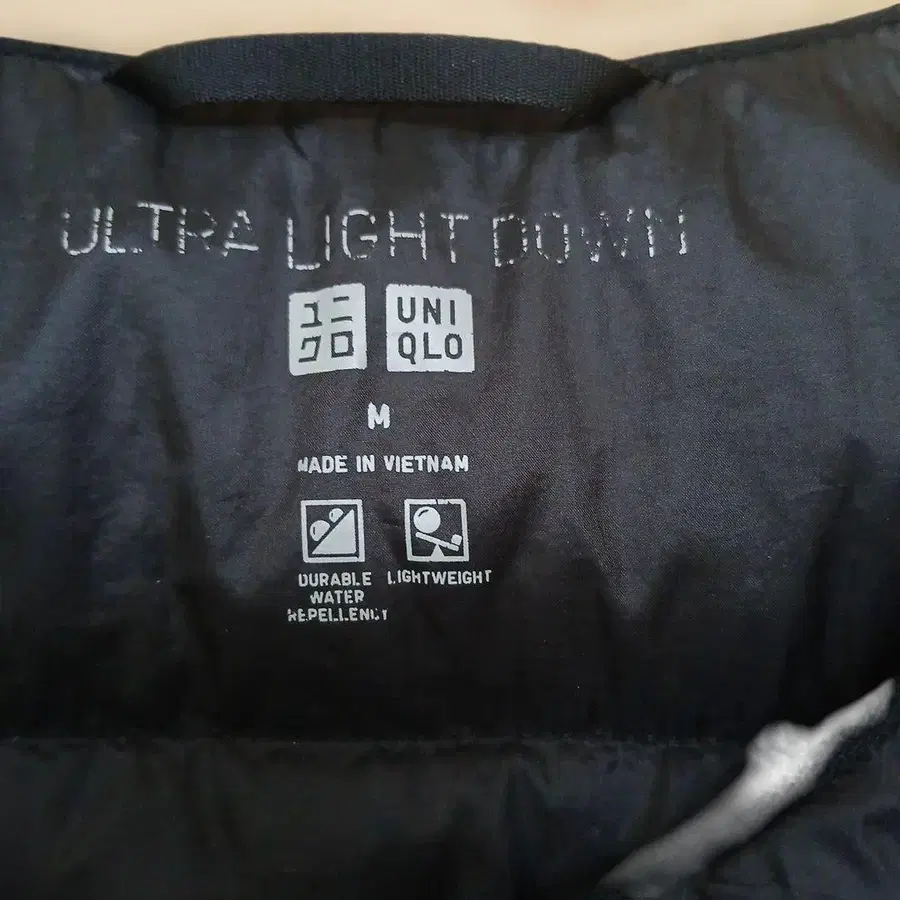 ULTRA LIGHT DOWN
ユニ UNI
クロ QLO
M
MADE IN VIETNAM
DURABLE LIGHTWEIGHT
WATER
REPELLENCY